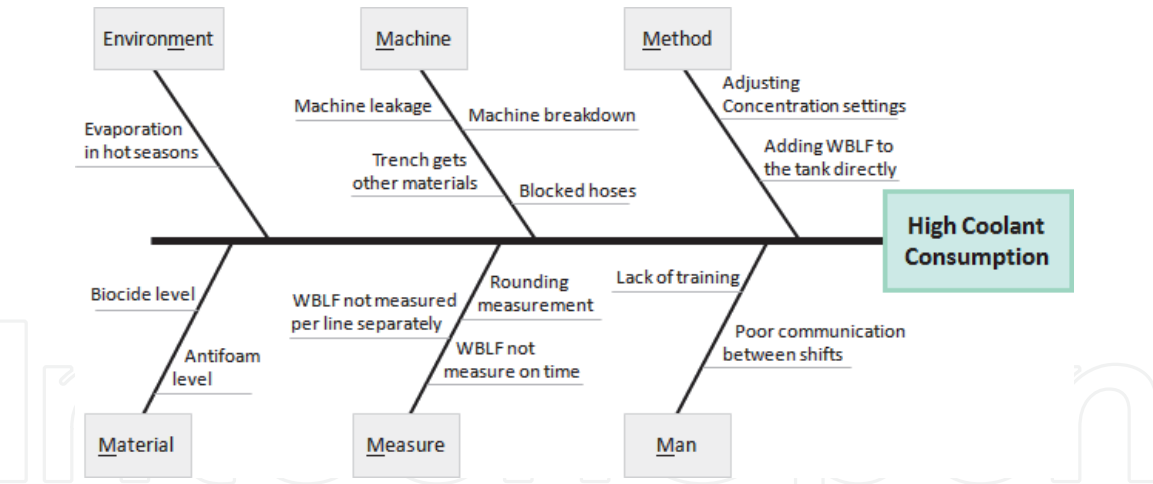 Environment
Machine
Method
Evaporation
in hot seasons
Machine leakage
Machine breakdown
Trench gets
other materials
Blocked hoses
Adjusting
Concentration settings
Adding WBLF to
the tank directly
High Coolant
Consumption
Biocide level
Antifoam
level
WBLF not measured
per line separately
Rounding
measurement
WBLF not
measure on time
Lack of training
Poor communication
between shifts
Material
Measure
Man